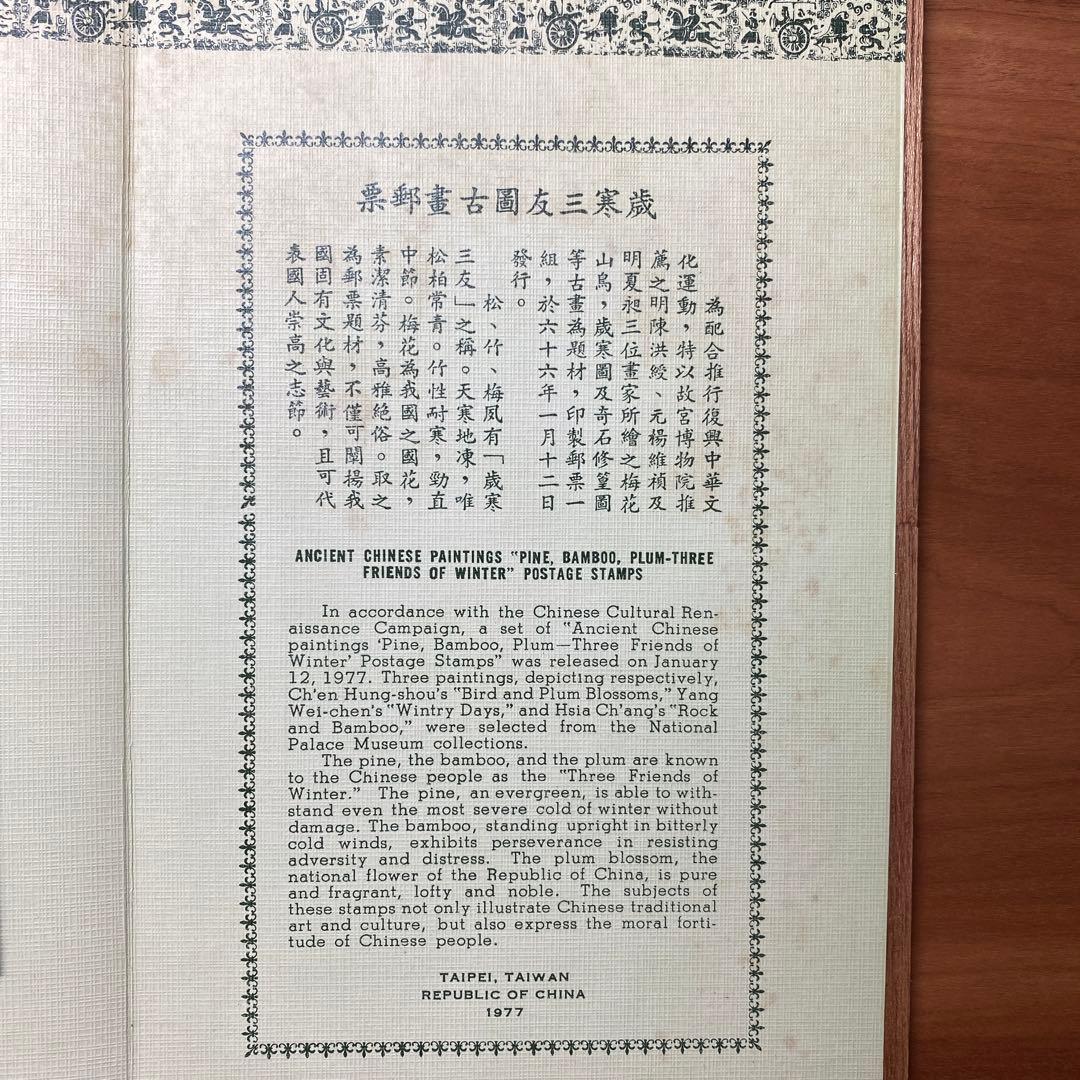 歲寒三友圖古畫郵票
為配合推行復興中華文
化運動，特以故宮博物院推
薦之明陳洪綬、元楊維禎及
明夏昶三位畫家所繪之梅花
山鳥，歲寒圖及奇石修篁圖
等古畫為題材，印製郵票一
組，於六十六年一月十二日
發行。
松、竹、梅夙有「歲寒
三友」之稱。天寒地凍，唯
松柏常青。竹性耐寒，勁直
中節。梅花為我國之國花，
素潔清芬，高雅絕俗。取之
為郵票題材，不僅可闡揚我
國固有文化與藝術，且可代
表國人崇高之志節。
ANCIENT CHINESE PAINTINGS "PINE, BAMBOO, PLUM-THREE
FRIENDS OF WINTER" POSTAGE STAMPS
In accordance with the Chinese Cultural Ren-
aissance Campaign, a set of "Ancient Chinese
paintings 'Pine, Bamboo, Plum—Three Friends of
Winter' Postage Stamps" was released on January
12, 1977. Three paintings, depicting respectively,
Ch'en Hung-shou's "Bird and Plum Blossoms," Yang
Wei-chen's "Wintry Days," and Hsia Ch'ang's "Rock
and Bamboo," were selected from the National
Palace Museum collections.
The pine, the bamboo, and the plum are known
to the Chinese people as the "Three Friends of
Winter." The pine, an evergreen, is able to with-
stand even the most severe cold of winter without
damage. The bamboo, standing upright in bitterly
cold winds, exhibits perseverance in resisting
adversity and distress. The plum blossom, the
national flower of the Republic of China, is pure
and fragrant, lofty and noble. The subjects of
these stamps not only illustrate Chinese traditional
art and culture, but also express the moral forti-
tude of Chinese people.
TAIPEI, TAIWAN
REPUBLIC OF CHINA
1977